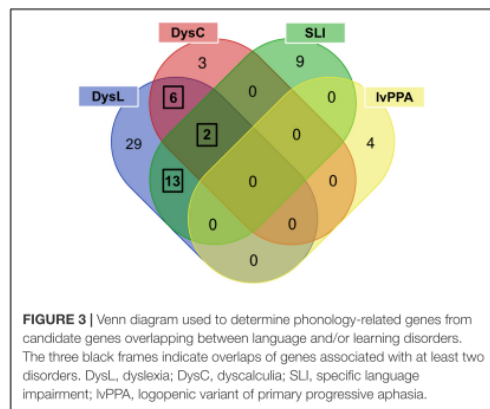 DysC
SLI
DysL
lvPPA
3
9
6
0
0
29
2
0
4
13
0
0
0
0
0
FIGURE 3 | Venn diagram used to determine phonology-related genes from
candidate genes overlapping between language and/or learning disorders.
The three black frames indicate overlaps of genes associated with at least two
disorders. DysL, dyslexia; DysC, dyscalculia; SLI, specific language
impairment; lvPPA, logopenic variant of primary progressive aphasia.